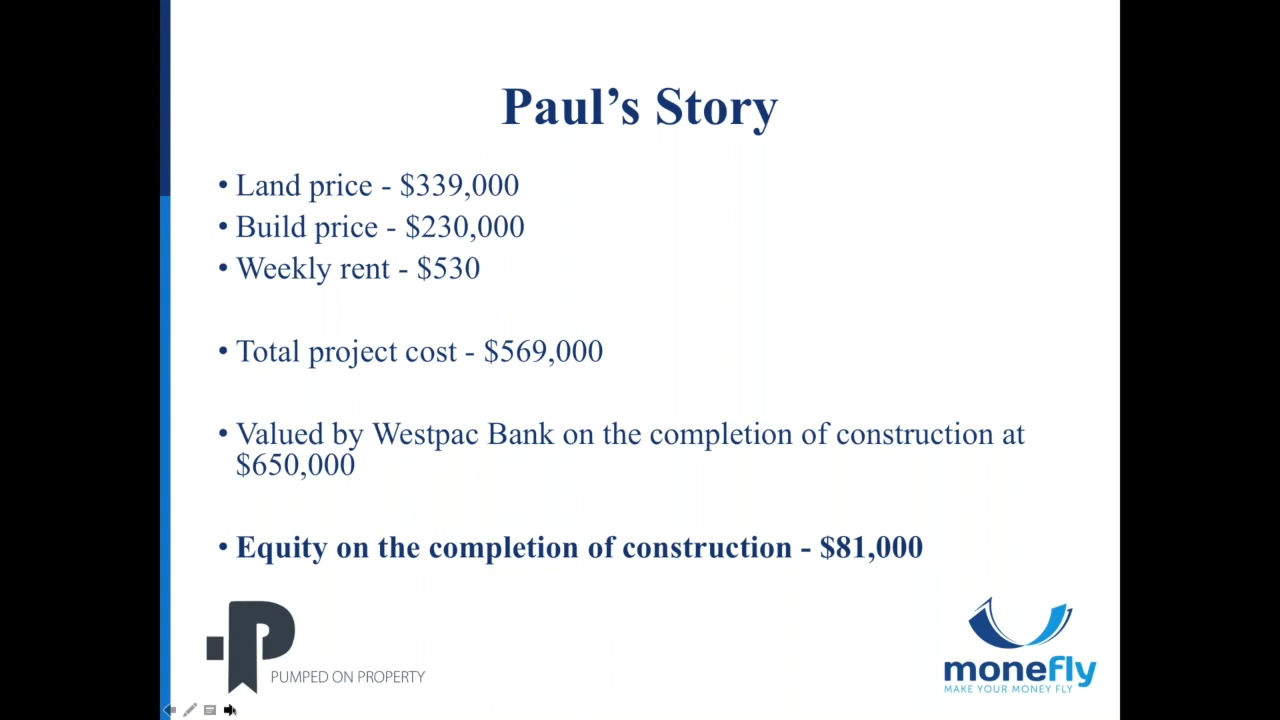 Paul's Story
• Land price - $339,000
• Build price - $230,000
• Weekly rent - $530
• Total project cost - $569,000
• Valued by Westpac Bank on the completion of construction at
$650,000
• Equity on the completion of construction - $81,000
P
PUMPED ON PROPERTY
monefly
MAKE YOUR MONEY FLY